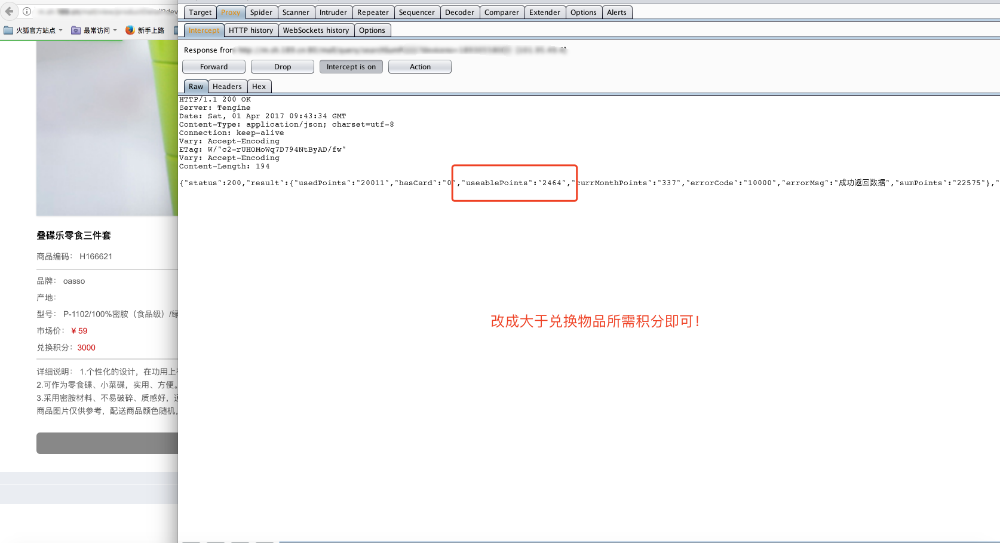 火狐官方站点
最常访问
新手上路
叠碟乐零食三件套
商品编码： H166621
品牌： oasso
产地：
型号： P-1102/100%密胺（食品级）/绿
市场价： ¥ 59
兑换积分：3000
详细说明： 1.个性化的设计，在功用上
2.可作为零食碟、小菜碟，实用、方便。
3.采用密胺材料、不易破碎、质感好，
商品图片仅供参考，配送商品颜色随机，
Target Proxy Spider Scanner Intruder Repeater Sequencer Decoder Comparer Extender Options Alerts
Intercept HTTP history WebSockets history Options
Response from
Forward Drop Intercept is on Action
Raw Headers Hex
HTTP/1.1 200 OK
Server: Tengine
Date: Sat, 01 Apr 2017 09:43:34 GMT
Content-Type: application/json; charset=utf-8
Connection: keep-alive
Vary: Accept-Encoding
ETag: W/"c2-rUHOMoWq7D794NtByAD/fw"
Vary: Accept-Encoding
Content-Length: 194
{"status":200,"result":{"usedPoints":"20011","hasCard":"0","useablePoints":"2464","currMonthPoints":"337","errorCode":"10000","errorMsg":"成功返回数据","sumPoints":"22575"},"
改成大于兑换物品所需积分即可！